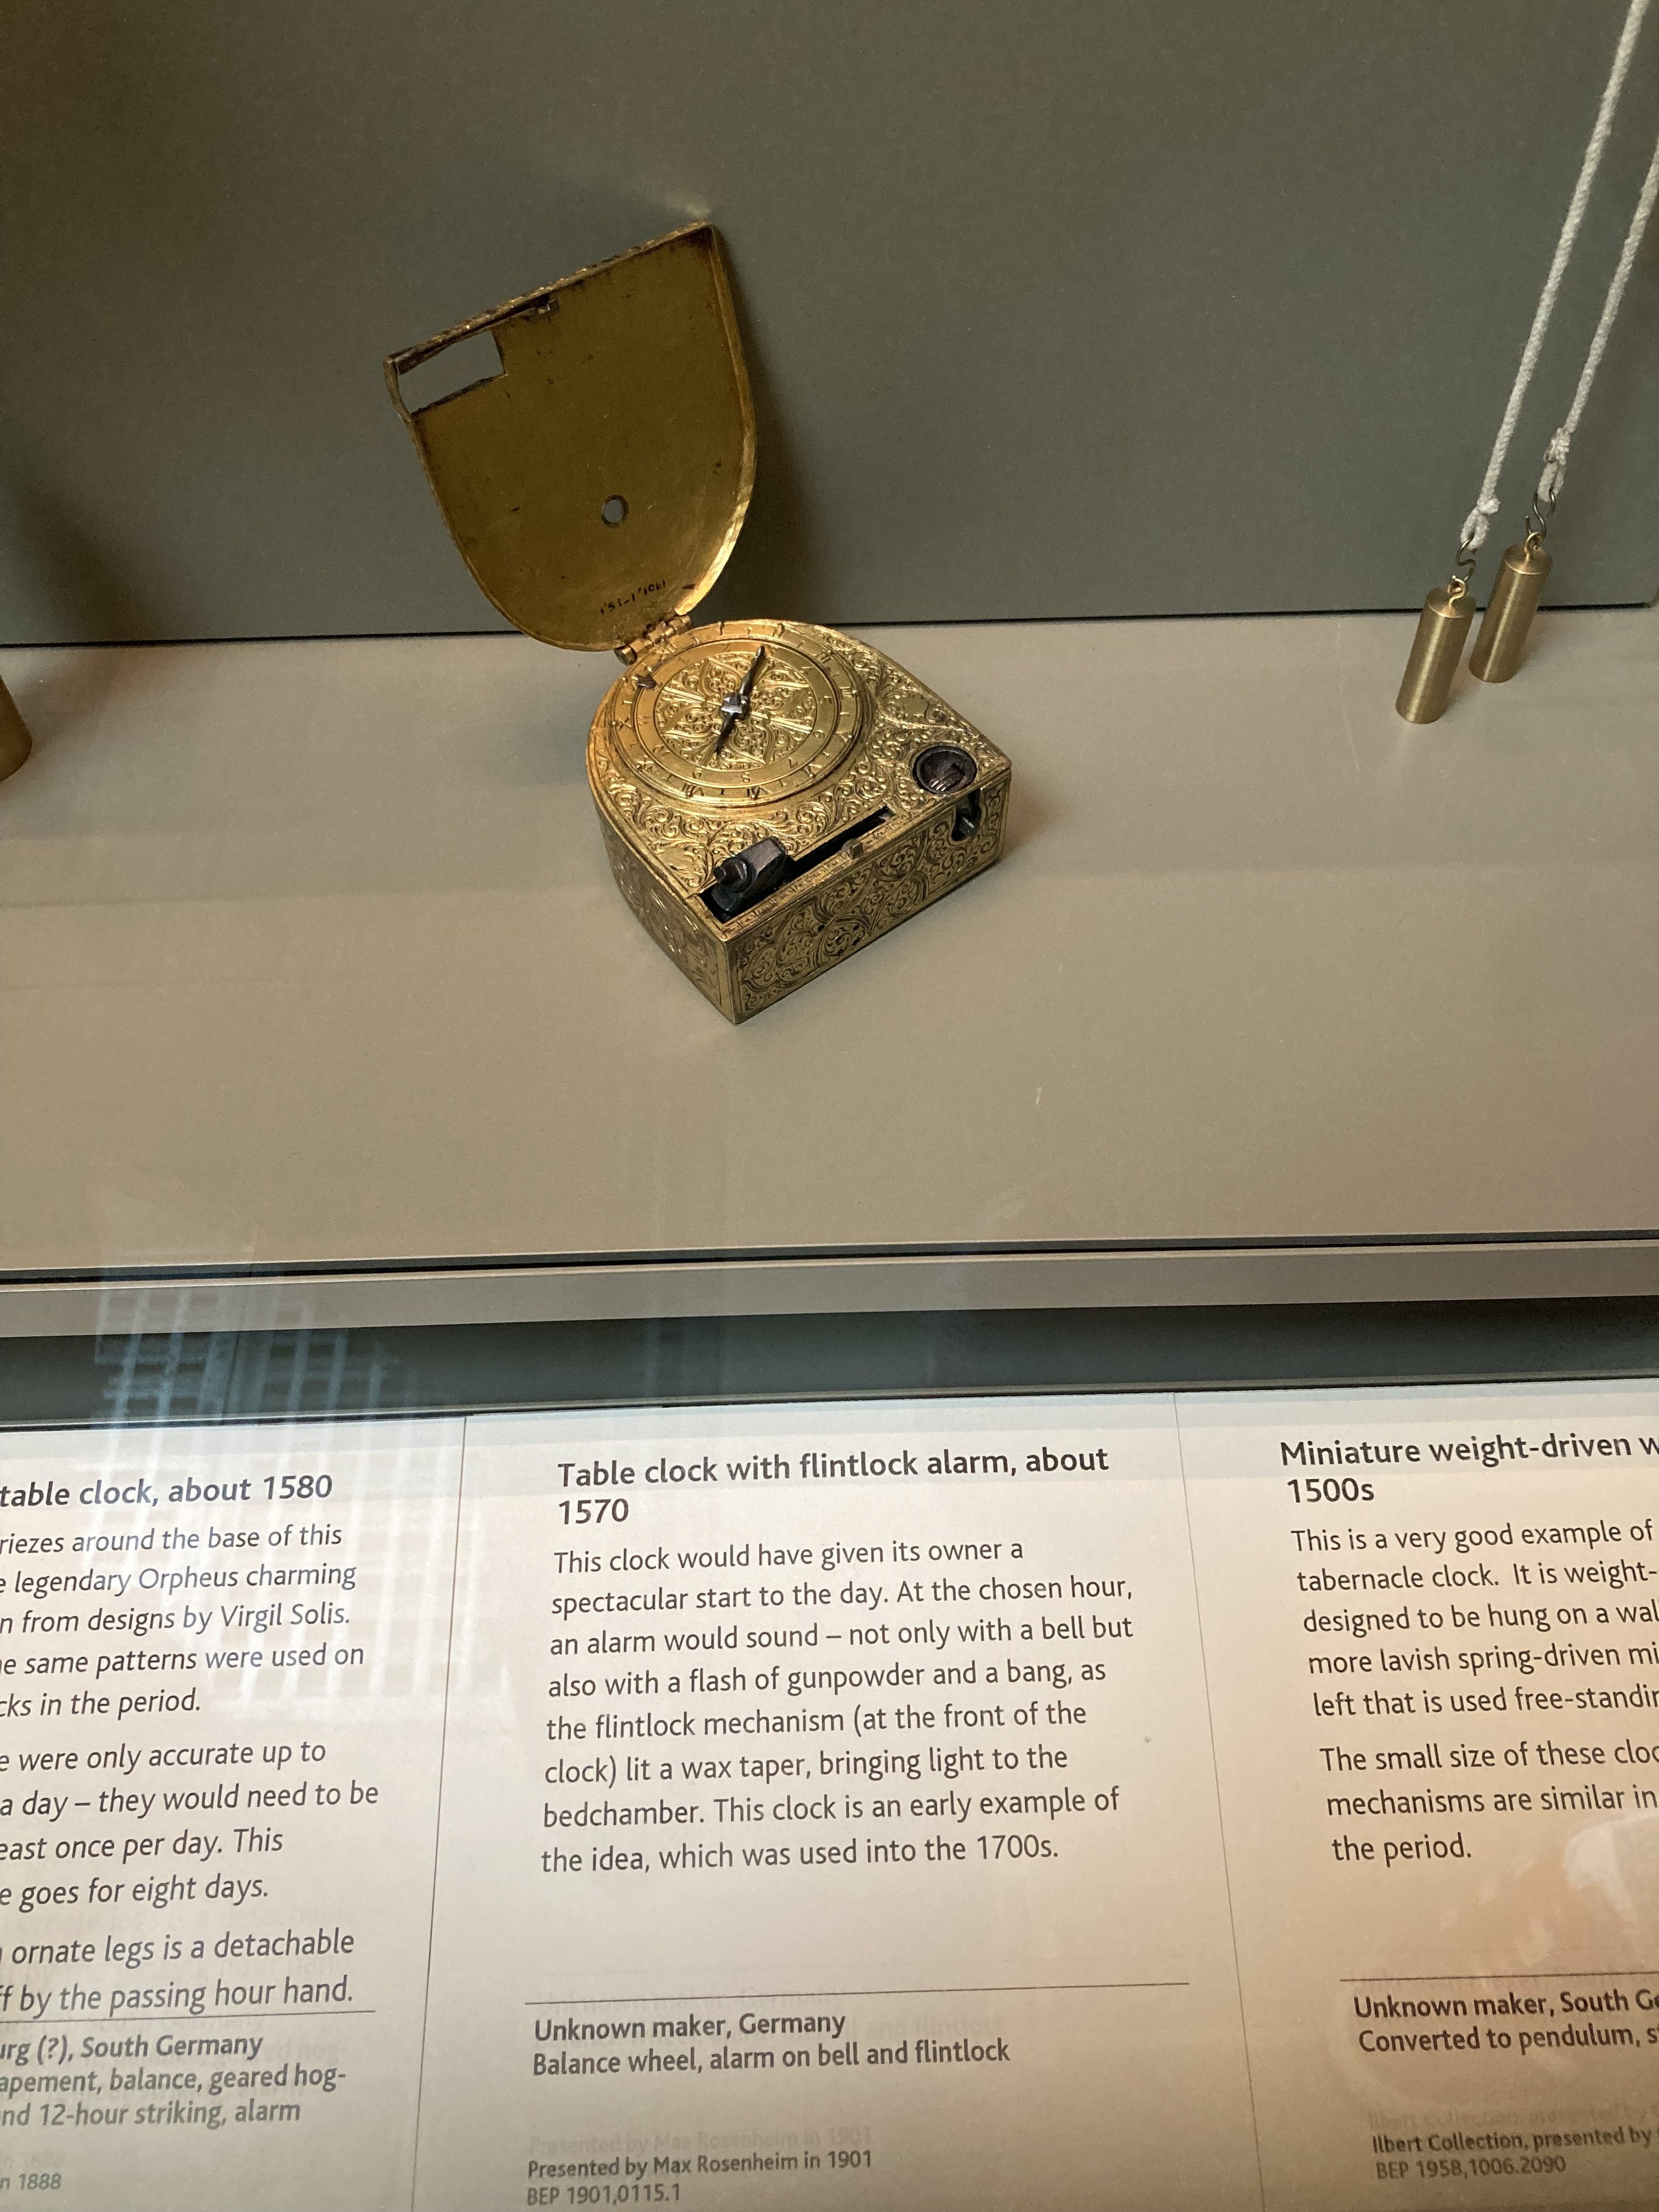 table clock, about 1580
riezes around the base of this
e legendary Orpheus charming
n from designs by Virgil Solis.
e same patterns were used on
cks in the period.
e were only accurate up to
a day – they would need to be
east once per day. This
e goes for eight days.
ornate legs is a detachable
f by the passing hour hand.
urg (?), South Germany
apement, balance, geared hog-
nd 12-hour striking, alarm
n 1888
Table clock with flintlock alarm, about
1570
This clock would have given its owner a
spectacular start to the day. At the chosen hour,
an alarm would sound – not only with a bell but
also with a flash of gunpowder and a bang, as
the flintlock mechanism (at the front of the
clock) lit a wax taper, bringing light to the
bedchamber. This clock is an early example of
the idea, which was used into the 1700s.
Unknown maker, Germany
Balance wheel, alarm on bell and flintlock
Presented by Max Rosenheim in 1901
BEP 1901,0115.1
Miniature weight-driven w
1500s
This is a very good example of
tabernacle clock. It is weight-
designed to be hung on a wal
more lavish spring-driven mi
left that is used free-standin
The small size of these cloc
mechanisms are similar in
the period.
Unknown maker, South Ge
Converted to pendulum, s
Ilbert Collection, presented by
BEP 1958,1006.2090